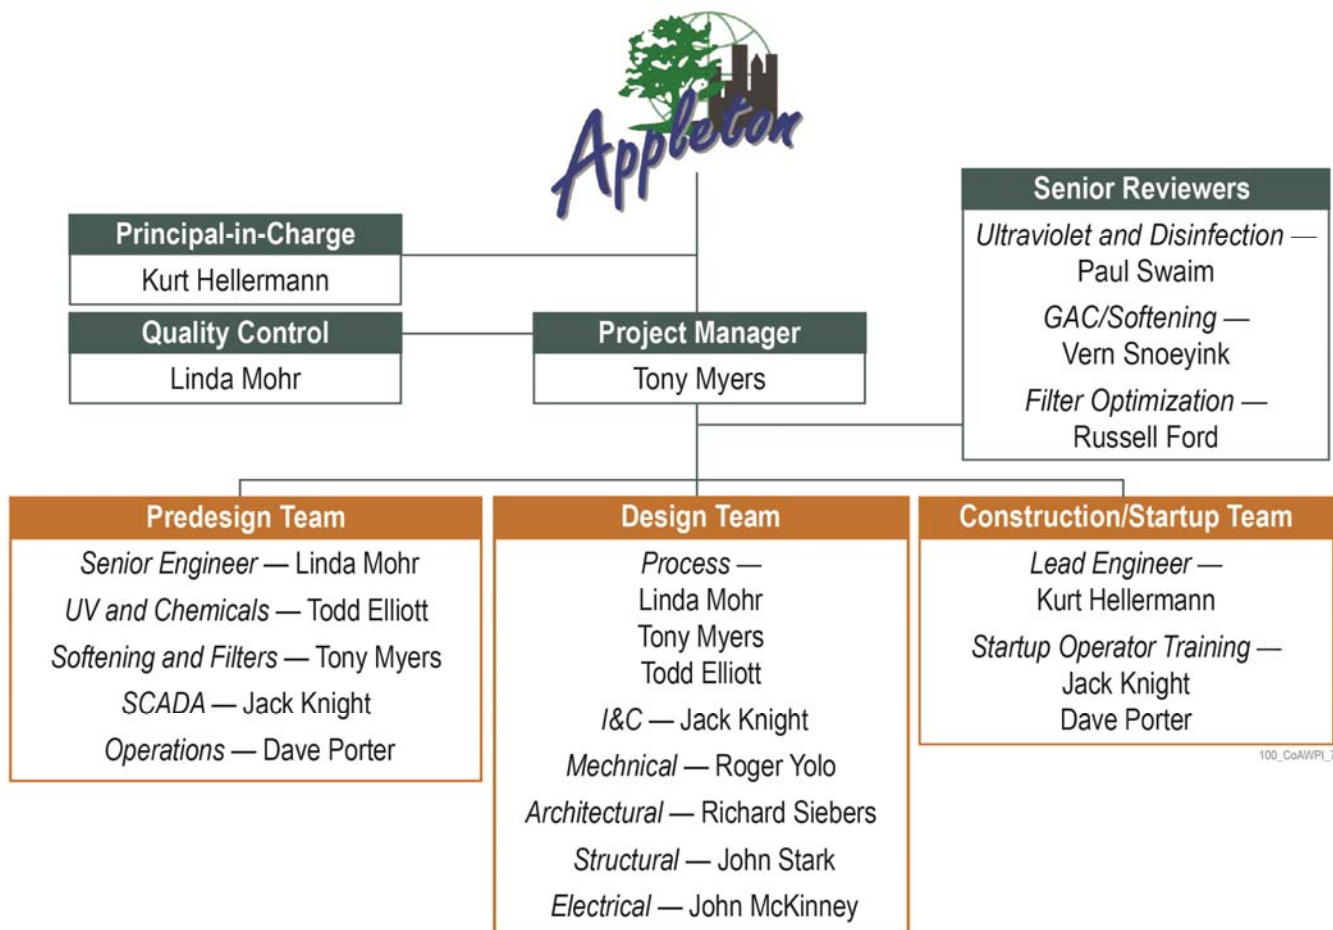 Appleton
Principal-in-Charge
Kurt Hellermann
Quality Control
Linda Mohr
Project Manager
Tony Myers
Senior Reviewers
Ultraviolet and Disinfection —
Paul Swaim
GAC/Softening —
Vern Snoeyink
Filter Optimization —
Russell Ford
Predesign Team
Senior Engineer — Linda Mohr
UV and Chemicals — Todd Elliott
Softening and Filters — Tony Myers
SCADA — Jack Knight
Operations — Dave Porter
Design Team
Process —
Linda Mohr
Tony Myers
Todd Elliott
I&C — Jack Knight
Mechnical — Roger Yolo
Architectural — Richard Siebers
Structural — John Stark
Electrical — John McKinney
Construction/Startup Team
Lead Engineer —
Kurt Hellermann
Startup Operator Training —
Jack Knight
Dave Porter
100_CoAWPI_7